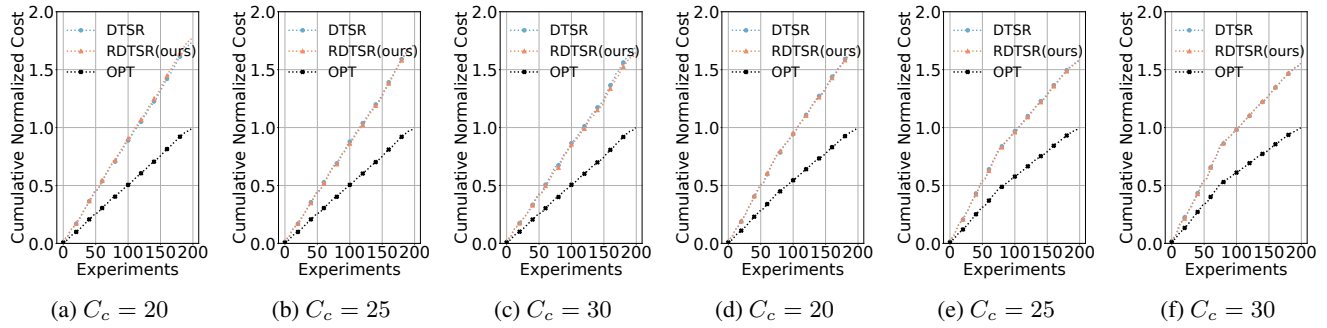 Cumulative Normalized Cost
2.0
1.5
1.0
0.5
0.0
DTSR
RDTSR(ours)
OPT
0 50 100 150 200
Experiments
(a) C_c = 20
Cumulative Normalized Cost
2.0
1.5
1.0
0.5
0.0
DTSR
RDTSR(ours)
OPT
0 50 100 150 200
Experiments
(b) C_c = 25
Cumulative Normalized Cost
2.0
1.5
1.0
0.5
0.0
DTSR
RDTSR(ours)
OPT
0 50 100 150 200
Experiments
(c) C_c = 30
Cumulative Normalized Cost
2.0
1.5
1.0
0.5
0.0
DTSR
RDTSR(ours)
OPT
0 50 100 150 200
Experiments
(d) C_c = 20
Cumulative Normalized Cost
2.0
1.5
1.0
0.5
0.0
DTSR
RDTSR(ours)
OPT
0 50 100 150 200
Experiments
(e) C_c = 25
Cumulative Normalized Cost
2.0
1.5
1.0
0.5
0.0
DTSR
RDTSR(ours)
OPT
0 50 100 150 200
Experiments
(f) C_c = 30